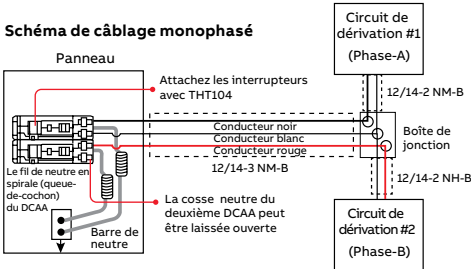 Schéma de câblage monophasé
Panneau
Attachez les interrupteurs
avec THT104
Circuit de
dérivation #1
(Phase-A)
12/14-2 NM-B
Conducteur noir
Conducteur blanc
Conducteur rouge
12/14-3 NM-B
Boîte de
jonction
12/14-2 NH-B
Le fil de neutre en
spirale (queue-
de-cochon)
du DCAA
Barre de
neutre
La cosse neutre du
deuxième DCAA peut
être laissée ouverte
Circuit de
dérivation #2
(Phase-B)